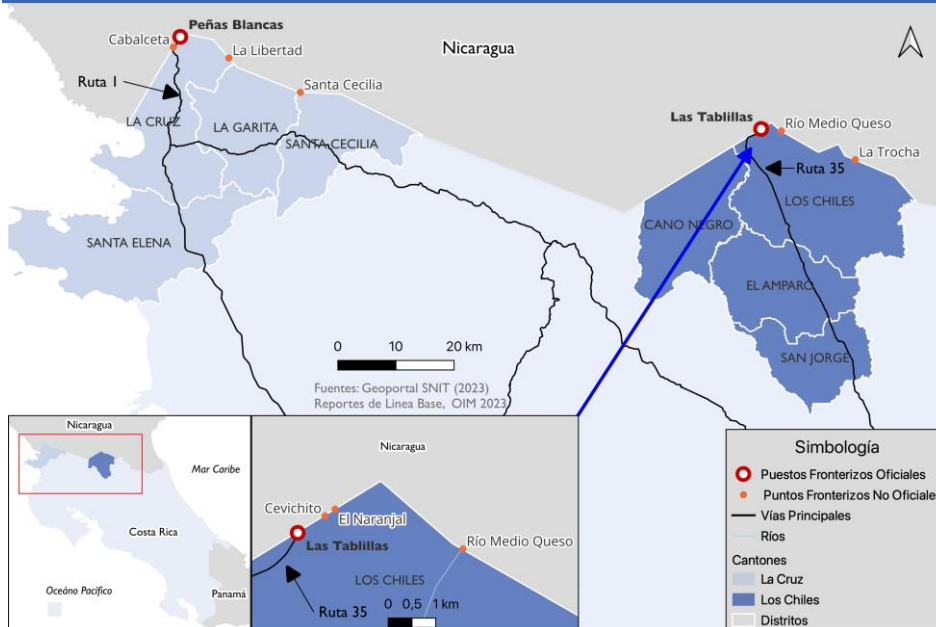 Peñas Blancas
Cabalceta
La Libertad
Nicaragua
Ruta 1
Santa Cecilia
LA CRUZ
LA GARITA
SANTA CECILIA
SANTA ELENA
Las Tablillas
Río Medio Queso
La Trocha
Ruta 35
LOS CHILES
CANO NEGRO
EL AMPARO
SAN JORGE
0 10 20 km
Fuentes: Geoportal SNIT (2023)
Reportes de Linea Base, OIM 2023
Nicaragua
Mar Caribe
Costa Rica
Océano Pacífico
Panamá
Nicaragua
Cevichito
El Naranjal
Las Tablillas
Río Medio Queso
LOS CHILES
Ruta 35
0 0,5 1 km
Simbología
Puestos Fronterizos Oficiales
Puntos Fronterizos No Oficiale
Vías Principales
Ríos
Cantones
La Cruz
Los Chiles
Distritos